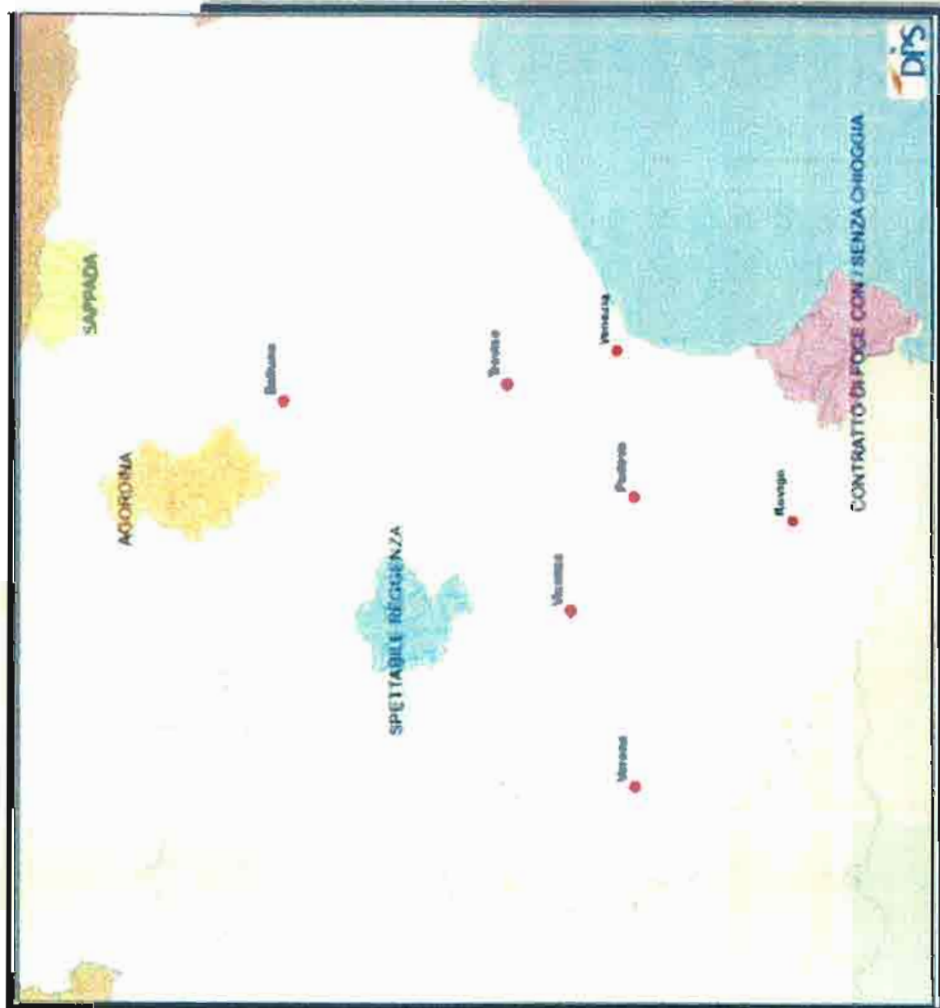 SAPPADA
AGORDINA
Belluno
SPETTABILE REGGENZA
Treviso
Vicenza
Venezia
Padova
Verona
Rovigo
CONTRATTO DI FOCE CON / SENZA CHIOGGIA
DPS